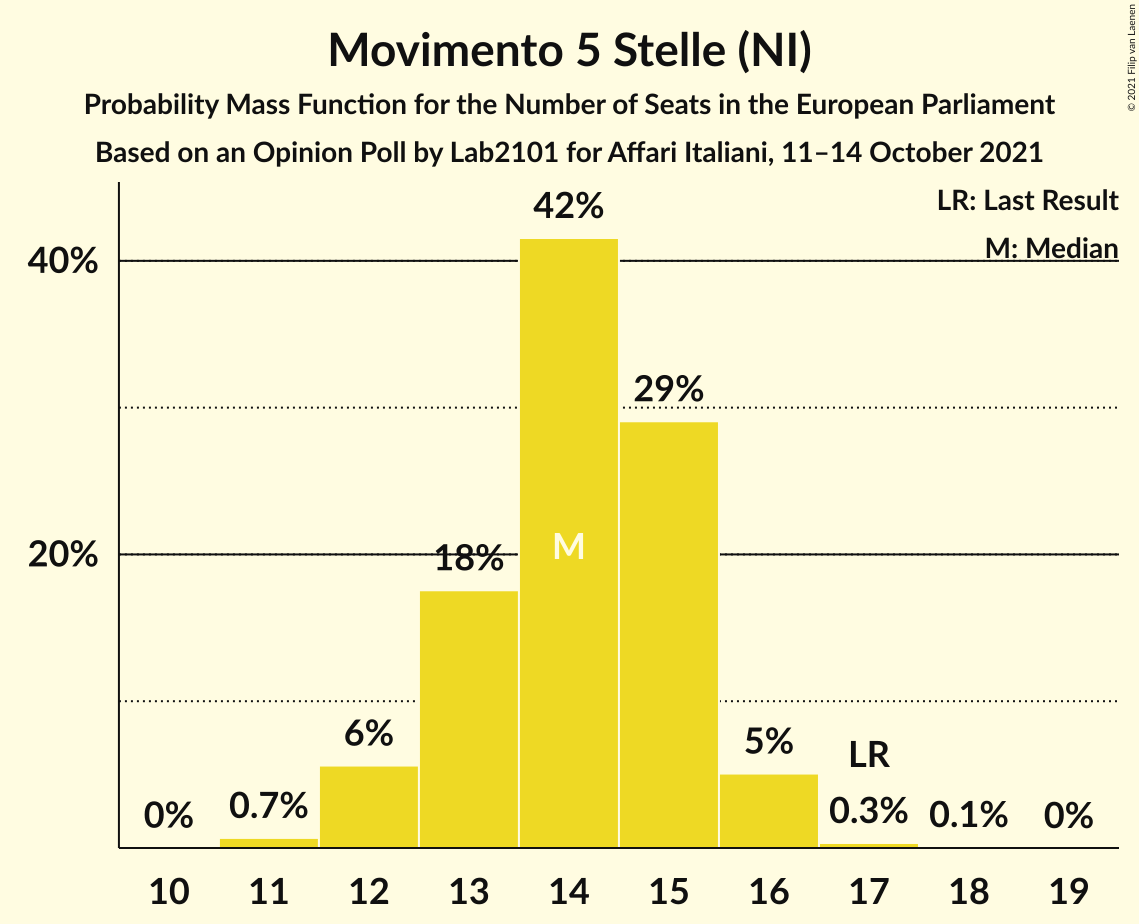 Movimento 5 Stelle (NI)
Probability Mass Function for the Number of Seats in the European Parliament
Based on an Opinion Poll by Lab2101 for Affari Italiani, 11–14 October 2021
© 2021 Filip van Laenen
LR: Last Result
M: Median
42%
40%
29%
20%
18%
M
6%
5%
LR
0%
0.7%
0.3%
0.1%
0%
10 11 12 13 14 15 16 17 18 19